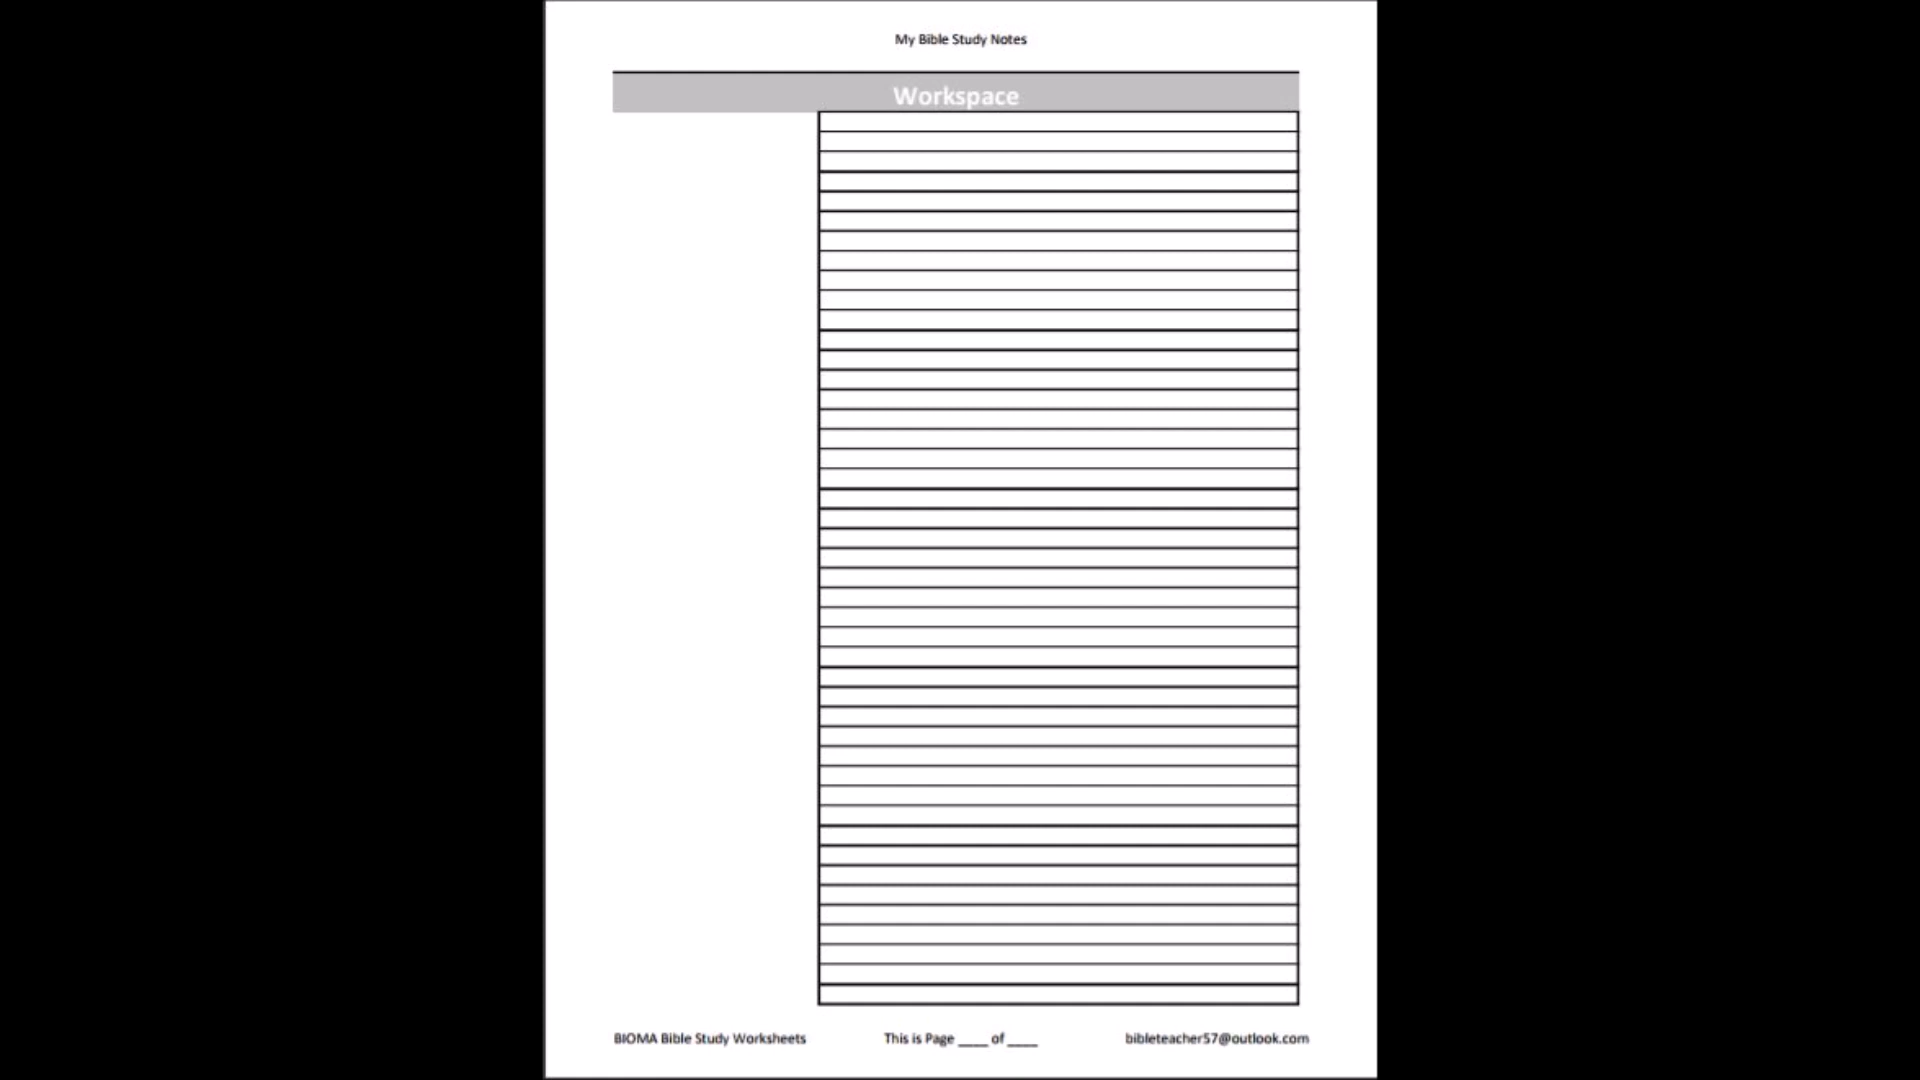 My Bible Study Notes
Workspace
BIOMA Bible Study Worksheets This is Page ____ of ____ bibleteacher57@outlook.com